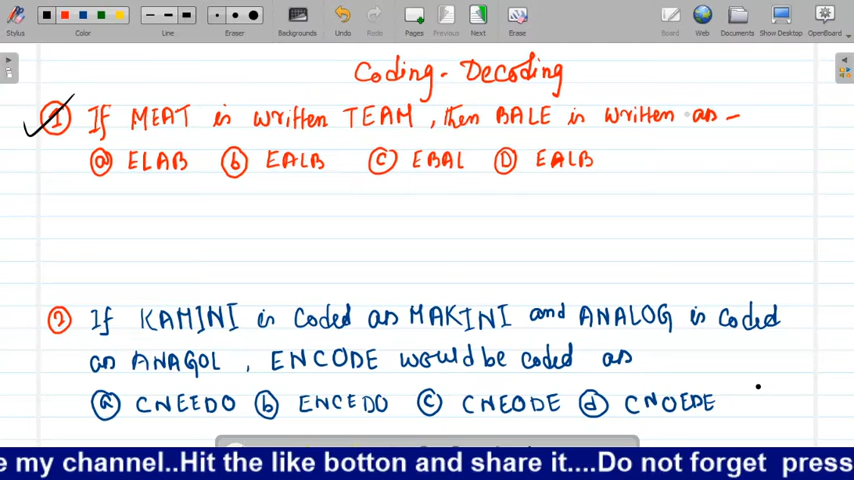 Stylus
Color
Line
Eraser
Backgrounds
Undo
Redo
Pages
Previous
Next
Erase
Board
Web
Documents
Show Desktop
OpenBoard
Coding - Decoding
1 If MEAT is written TEAM, then BALE is written as-
a ELAB b EALB c EBAL D EALB
2 If KAMINI is coded as MAKINI and ANALOG is coded
as ANAGOL, ENCODE would be coded as
a CNEEDO b ENCEDO c CNEODE d CNOEDE
e my channel..Hit the like botton and share it....Do not forget press